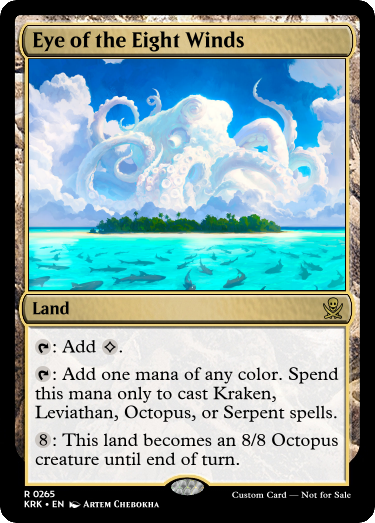 Eye of the Eight Winds
Land
: Add .
: Add one mana of any color. Spend
this mana only to cast Kraken,
Leviathan, Octopus, or Serpent spells.
8: This land becomes an 8/8 Octopus
creature until end of turn.
R 0265
KRK • EN Artem Chebokha
Custom Card — Not for Sale